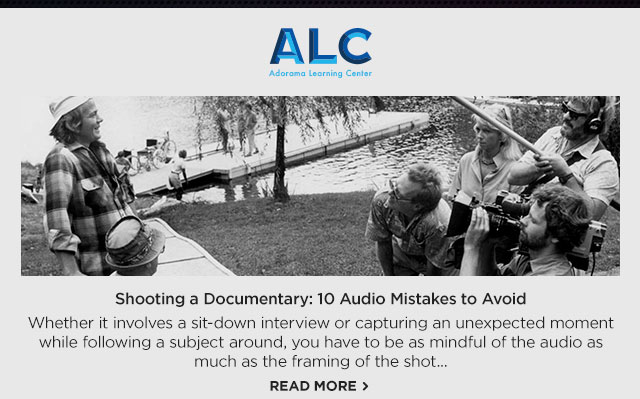 ALC
Adorama Learning Center
Shooting a Documentary: 10 Audio Mistakes to Avoid
Whether it involves a sit-down interview or capturing an unexpected moment
while following a subject around, you have to be as mindful of the audio as
much as the framing of the shot...
READ MORE >